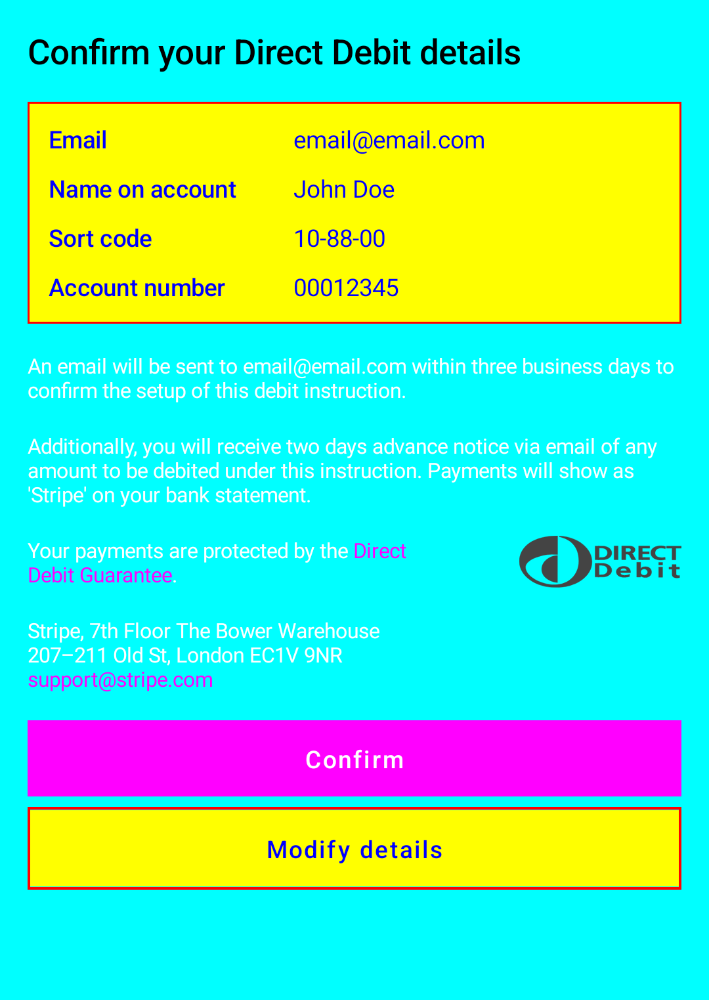 Confirm your Direct Debit details
Email email@email.com
Name on account John Doe
Sort code 10-88-00
Account number 00012345
An email will be sent to email@email.com within three business days to
confirm the setup of this debit instruction.
Additionally, you will receive two days advance notice via email of any
amount to be debited under this instruction. Payments will show as
'Stripe' on your bank statement.
Your payments are protected by the Direct
Debit Guarantee.
DIRECT
Debit
Stripe, 7th Floor The Bower Warehouse
207–211 Old St, London EC1V 9NR
support@stripe.com
Confirm
Modify details